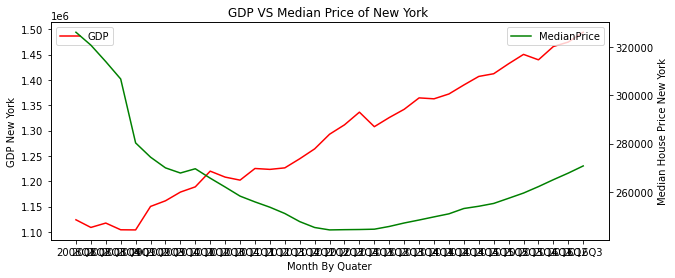 GDP VS Median Price of New York
1e6
GDP
MedianPrice
1.50
1.45
1.40
1.35
1.30
1.25
1.20
1.15
1.10
320000
300000
280000
260000
GDP New York
Median House Price New York
Month By Quater